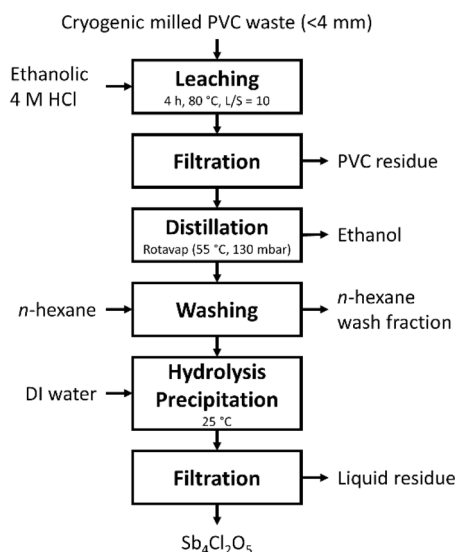 Cryogenic milled PVC waste (<4 mm)
Ethanolic
4 M HCl
Leaching
4 h, 80 °C, L/S = 10
Filtration
PVC residue
Distillation
Rotavap (55 °C, 130 mbar)
Ethanol
n-hexane
Washing
n-hexane
wash fraction
DI water
Hydrolysis
Precipitation
25 °C
Filtration
Liquid residue
Sb₄Cl₂O₅